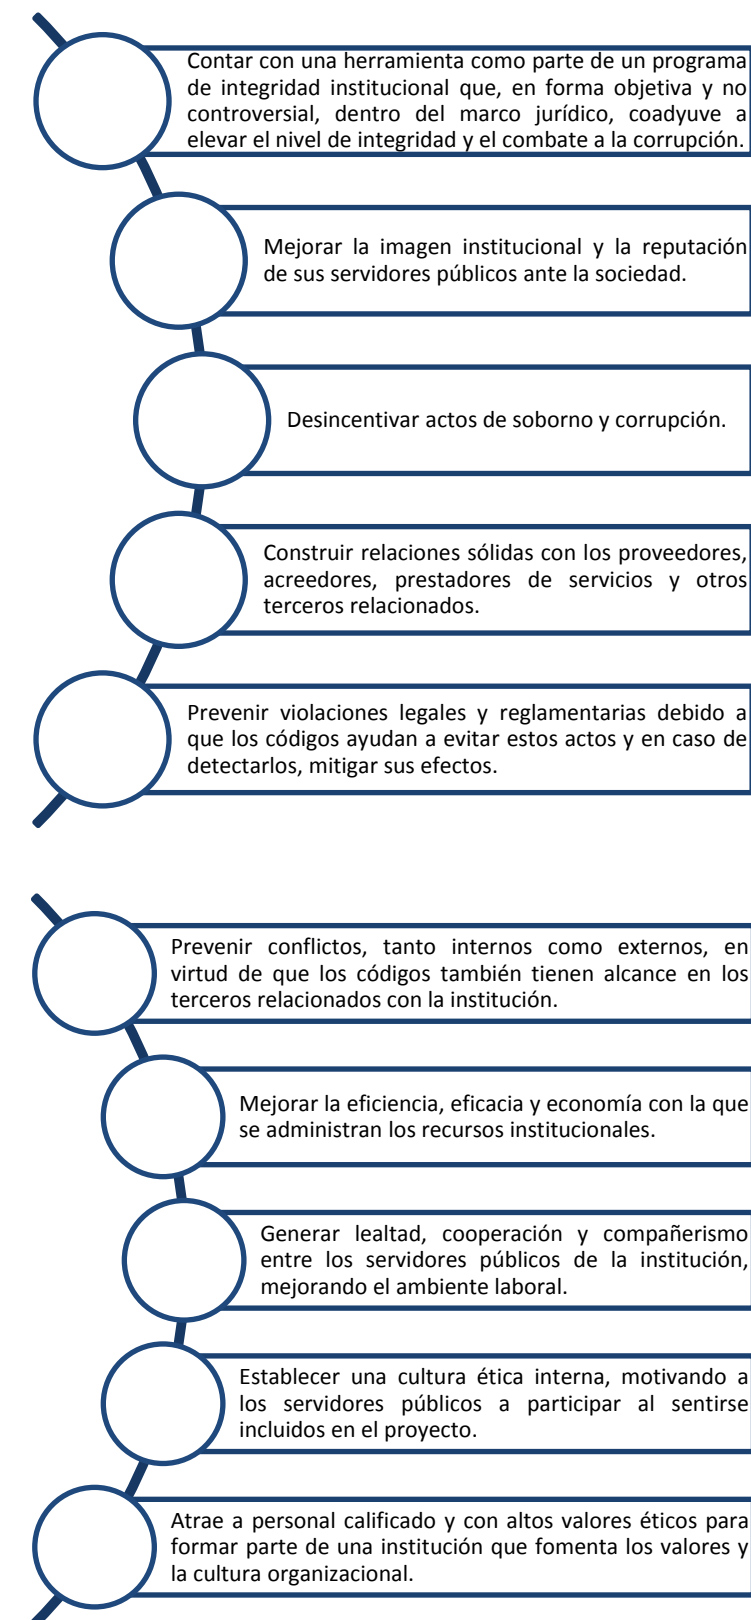 Contar con una herramienta como parte de un programa
de integridad institucional que, en forma objetiva y no
controversial, dentro del marco jurídico, coadyuve a
elevar el nivel de integridad y el combate a la corrupción.
Mejorar la imagen institucional y la reputación
de sus servidores públicos ante la sociedad.
Desincentivar actos de soborno y corrupción.
Construir relaciones sólidas con los proveedores,
acreedores, prestadores de servicios y otros
terceros relacionados.
Prevenir violaciones legales y reglamentarias debido a
que los códigos ayudan a evitar estos actos y en caso de
detectarlos, mitigar sus efectos.
Prevenir conflictos, tanto internos como externos, en
virtud de que los códigos también tienen alcance en los
terceros relacionados con la institución.
Mejorar la eficiencia, eficacia y economía con la que
se administran los recursos institucionales.
Generar lealtad, cooperación y compañerismo
entre los servidores públicos de la institución,
mejorando el ambiente laboral.
Establecer una cultura ética interna, motivando a
los servidores públicos a participar al sentirse
incluidos en el proyecto.
Atrae a personal calificado y con altos valores éticos para
formar parte de una institución que fomenta los valores y
la cultura organizacional.